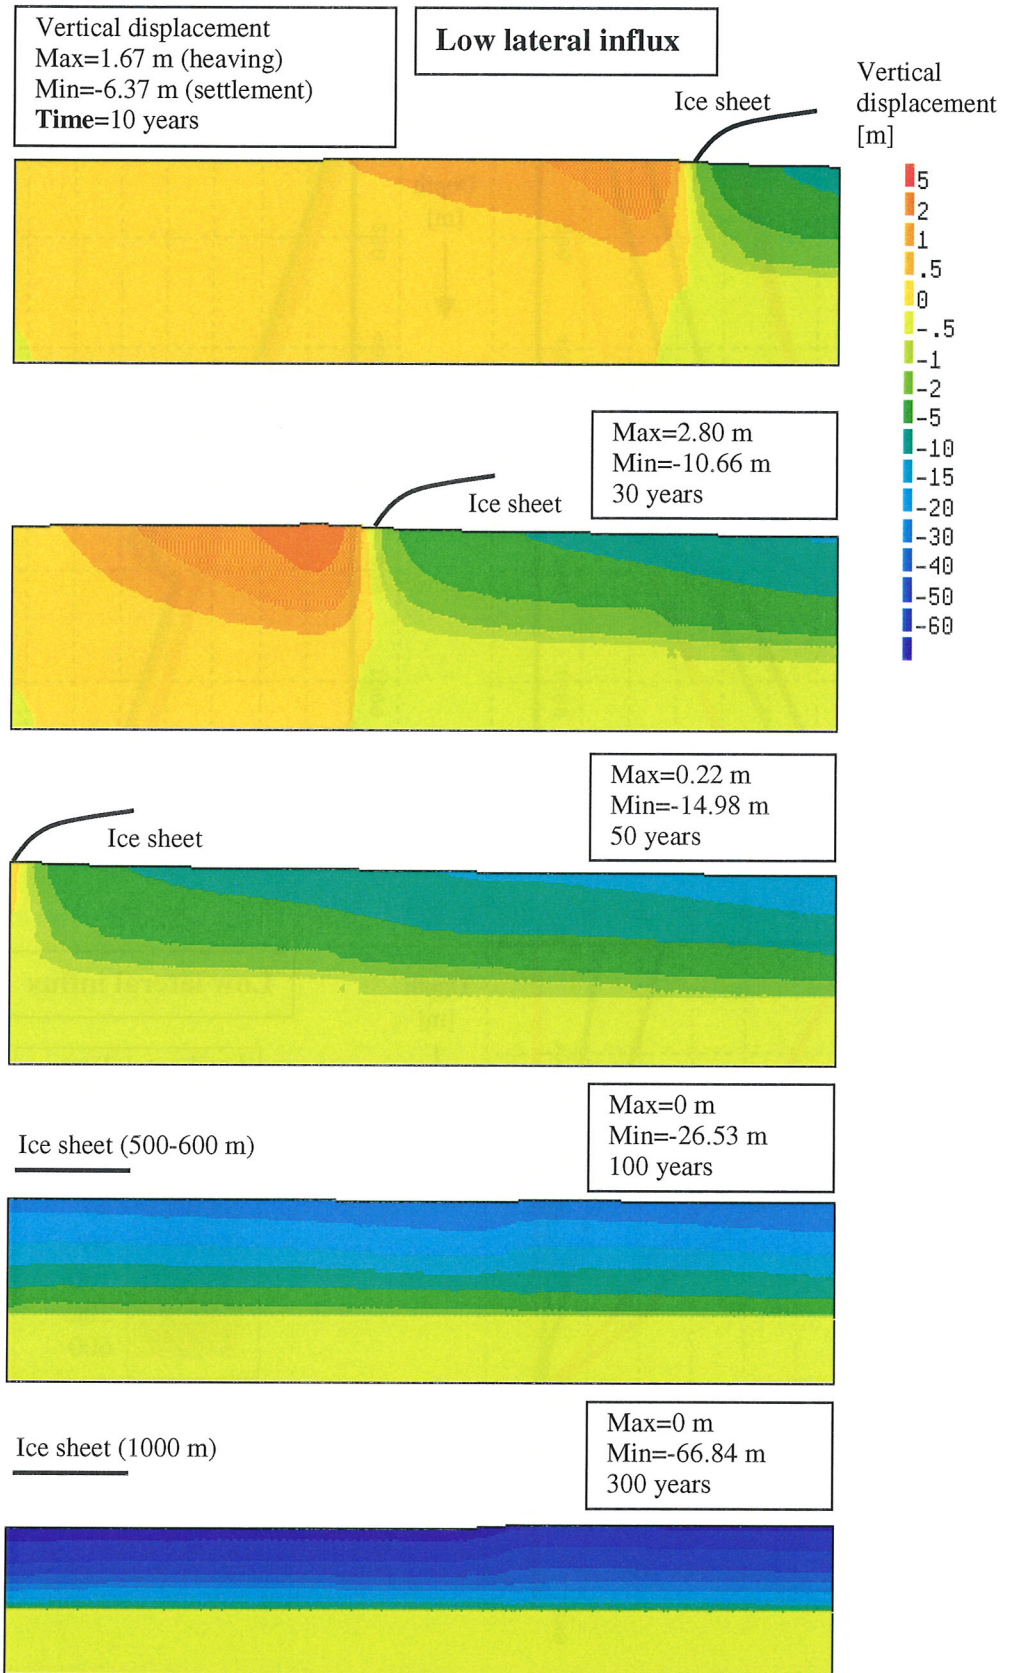 Vertical displacement
Max=1.67 m (heaving)
Min=-6.37 m (settlement)
Time=10 years
Low lateral influx
Ice sheet
Vertical
displacement
[m]
5
2
1
.5
0
-.5
-1
-2
-5
-10
-15
-20
-30
-40
-50
-60
Max=2.80 m
Min=-10.66 m
30 years
Ice sheet
Max=0.22 m
Min=-14.98 m
50 years
Ice sheet
Max=0 m
Min=-26.53 m
100 years
Ice sheet (500-600 m)
Max=0 m
Min=-66.84 m
300 years
Ice sheet (1000 m)